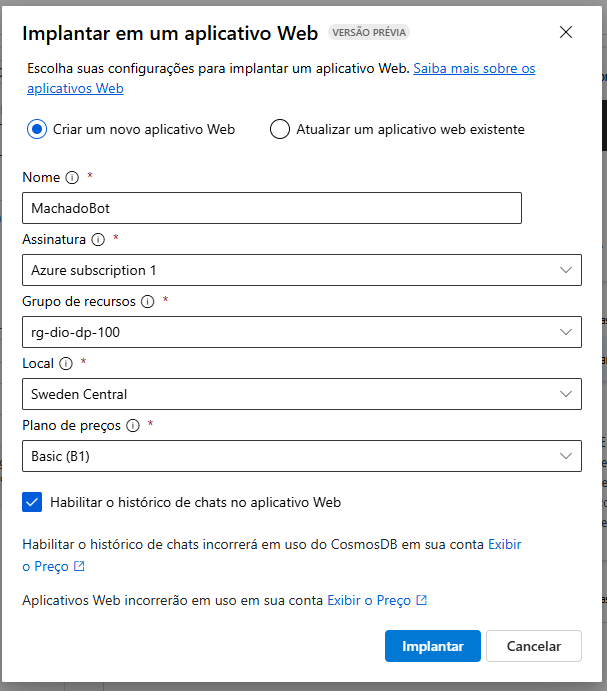 Implantar em um aplicativo Web VERSÃO PRÉVIA
Escolha suas configurações para implantar um aplicativo Web. Saiba mais sobre os
aplicativos Web
Criar um novo aplicativo Web Atualizar um aplicativo web existente
Nome *
MachadoBot
Assinatura *
Azure subscription 1
Grupo de recursos *
rg-dio-dp-100
Local *
Sweden Central
Plano de preços *
Basic (B1)
Habilitar o histórico de chats no aplicativo Web
Habilitar o histórico de chats incorrerá em uso do CosmosDB em sua conta Exibir
o Preço
Aplicativos Web incorrerão em uso em sua conta Exibir o Preço
Implantar Cancelar